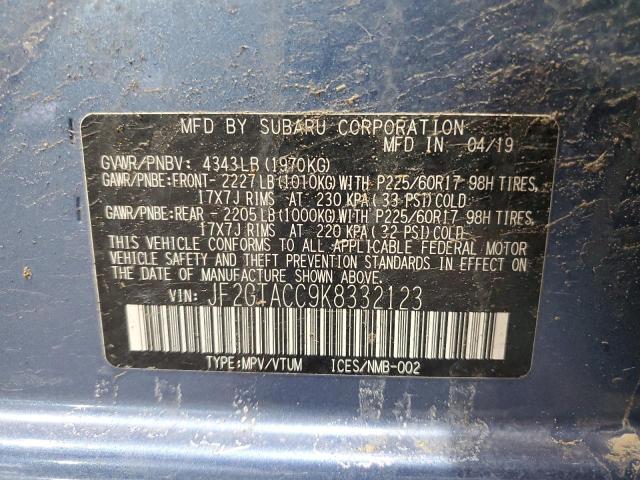 MFD BY SUBARU CORPORATION
MFD IN 04/19
GVWR/PNBV: 4343LB(1970KG)
GAWR/PNBE:FRONT- 2227LB(1010KG)WITH P225/60R17 98H TIRES,
17X7J RIMS AT 230 KPA( 33 PSI)COLD
GAWR/PNBE:REAR - 2205LB(1000KG)WITH P225/60R17 98H TIRES,
17X7J RIMS AT 220 KPA( 32 PSI)COLD.
THIS VEHICLE CONFORMS TO ALL APPLICABLE FEDERAL MOTOR
VEHICLE SAFETY AND THEFT PREVENTION STANDARDS IN EFFECT
ON THE DATE OF MANUFACTURE SHOWN ABOVE.
VIN: JF2GTACC9K8332123
TYPE:MPV/VTUM ICES/NMB-002